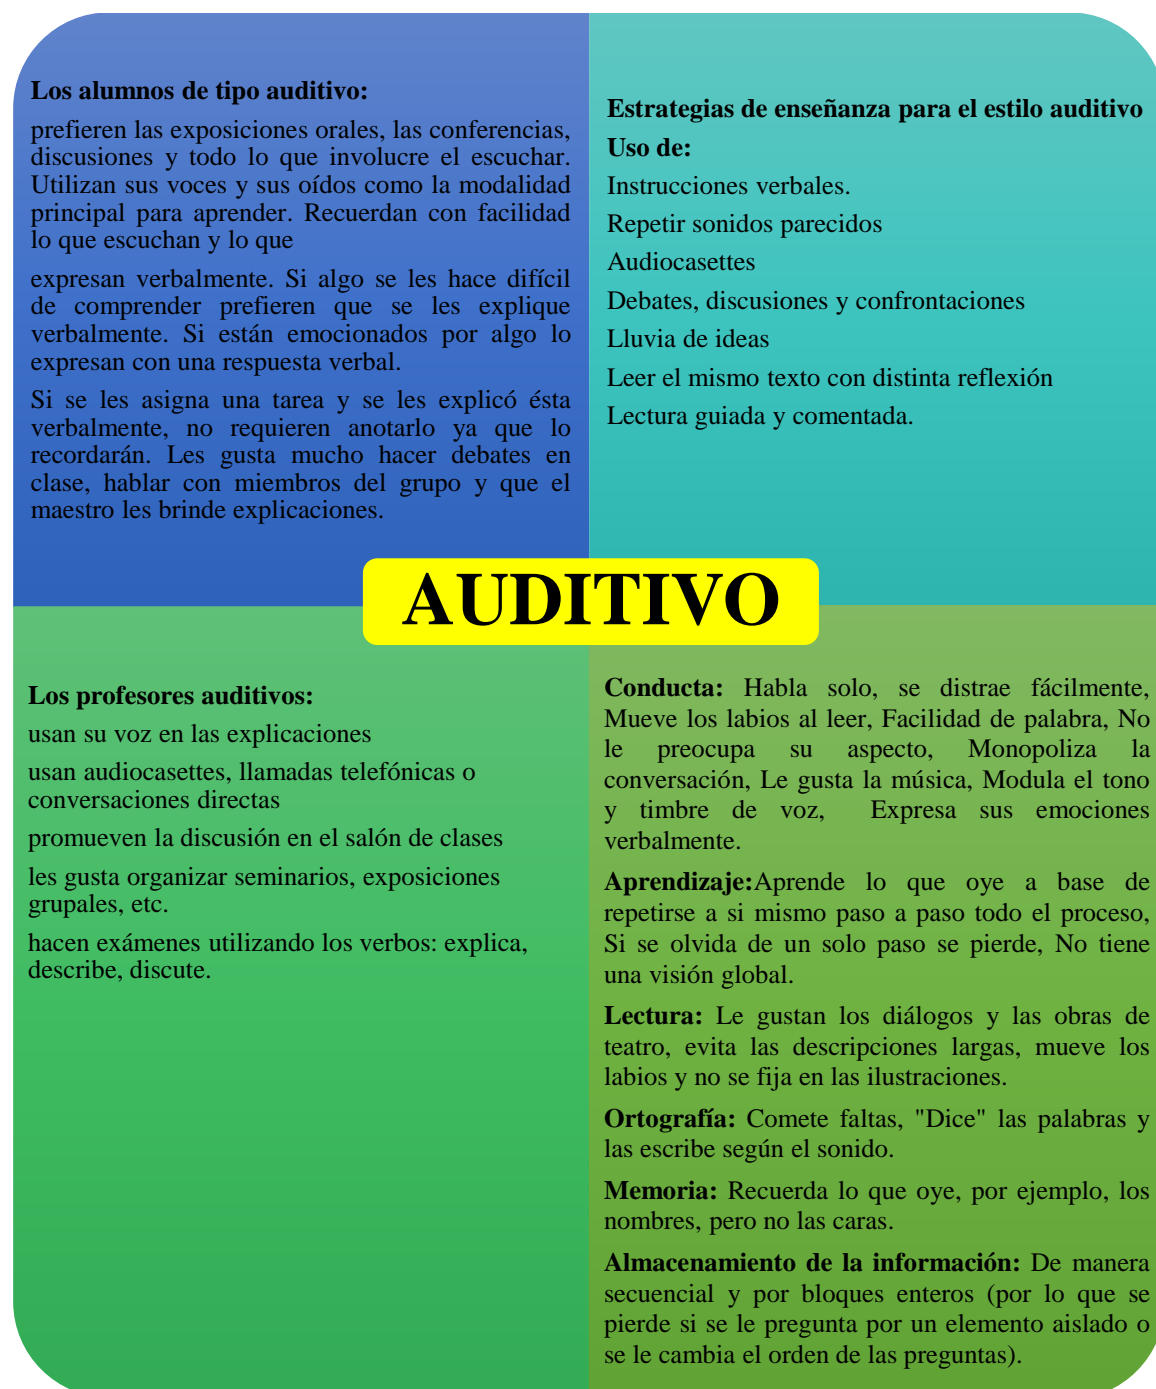 Los alumnos de tipo auditivo:
prefieren las exposiciones orales, las conferencias,
discusiones y todo lo que involucre el escuchar.
Utilizan sus voces y sus oídos como la modalidad
principal para aprender. Recuerdan con facilidad
lo que escuchan y lo que
expresan verbalmente. Si algo se les hace difícil
de comprender prefieren que se les explique
verbalmente. Si están emocionados por algo lo
expresan con una respuesta verbal.
Si se les asigna una tarea y se les explicó ésta
verbalmente, no requieren anotarlo ya que lo
recordarán. Les gusta mucho hacer debates en
clase, hablar con miembros del grupo y que el
maestro les brinde explicaciones.
Estrategias de enseñanza para el estilo auditivo
Uso de:
Instrucciones verbales.
Repetir sonidos parecidos
Audiocasettes
Debates, discusiones y confrontaciones
Lluvia de ideas
Leer el mismo texto con distinta reflexión
Lectura guiada y comentada.
AUDITIVO
Los profesores auditivos:
usan su voz en las explicaciones
usan audiocasettes, llamadas telefónicas o
conversaciones directas
promueven la discusión en el salón de clases
les gusta organizar seminarios, exposiciones
grupales, etc.
hacen exámenes utilizando los verbos: explica,
describe, discute.
Conducta: Habla solo, se distrae fácilmente,
Mueve los labios al leer, Facilidad de palabra, No
le preocupa su aspecto, Monopoliza la
conversación, Le gusta la música, Modula el tono
y timbre de voz, Expresa sus emociones
verbalmente.
Aprendizaje:Aprende lo que oye a base de
repetirse a si mismo paso a paso todo el proceso,
Si se olvida de un solo paso se pierde, No tiene
una visión global.
Lectura: Le gustan los diálogos y las obras de
teatro, evita las descripciones largas, mueve los
labios y no se fija en las ilustraciones.
Ortografía: Comete faltas, "Dice" las palabras y
las escribe según el sonido.
Memoria: Recuerda lo que oye, por ejemplo, los
nombres, pero no las caras.
Almacenamiento de la información: De manera
secuencial y por bloques enteros (por lo que se
pierde si se le pregunta por un elemento aislado o
se le cambia el orden de las preguntas).